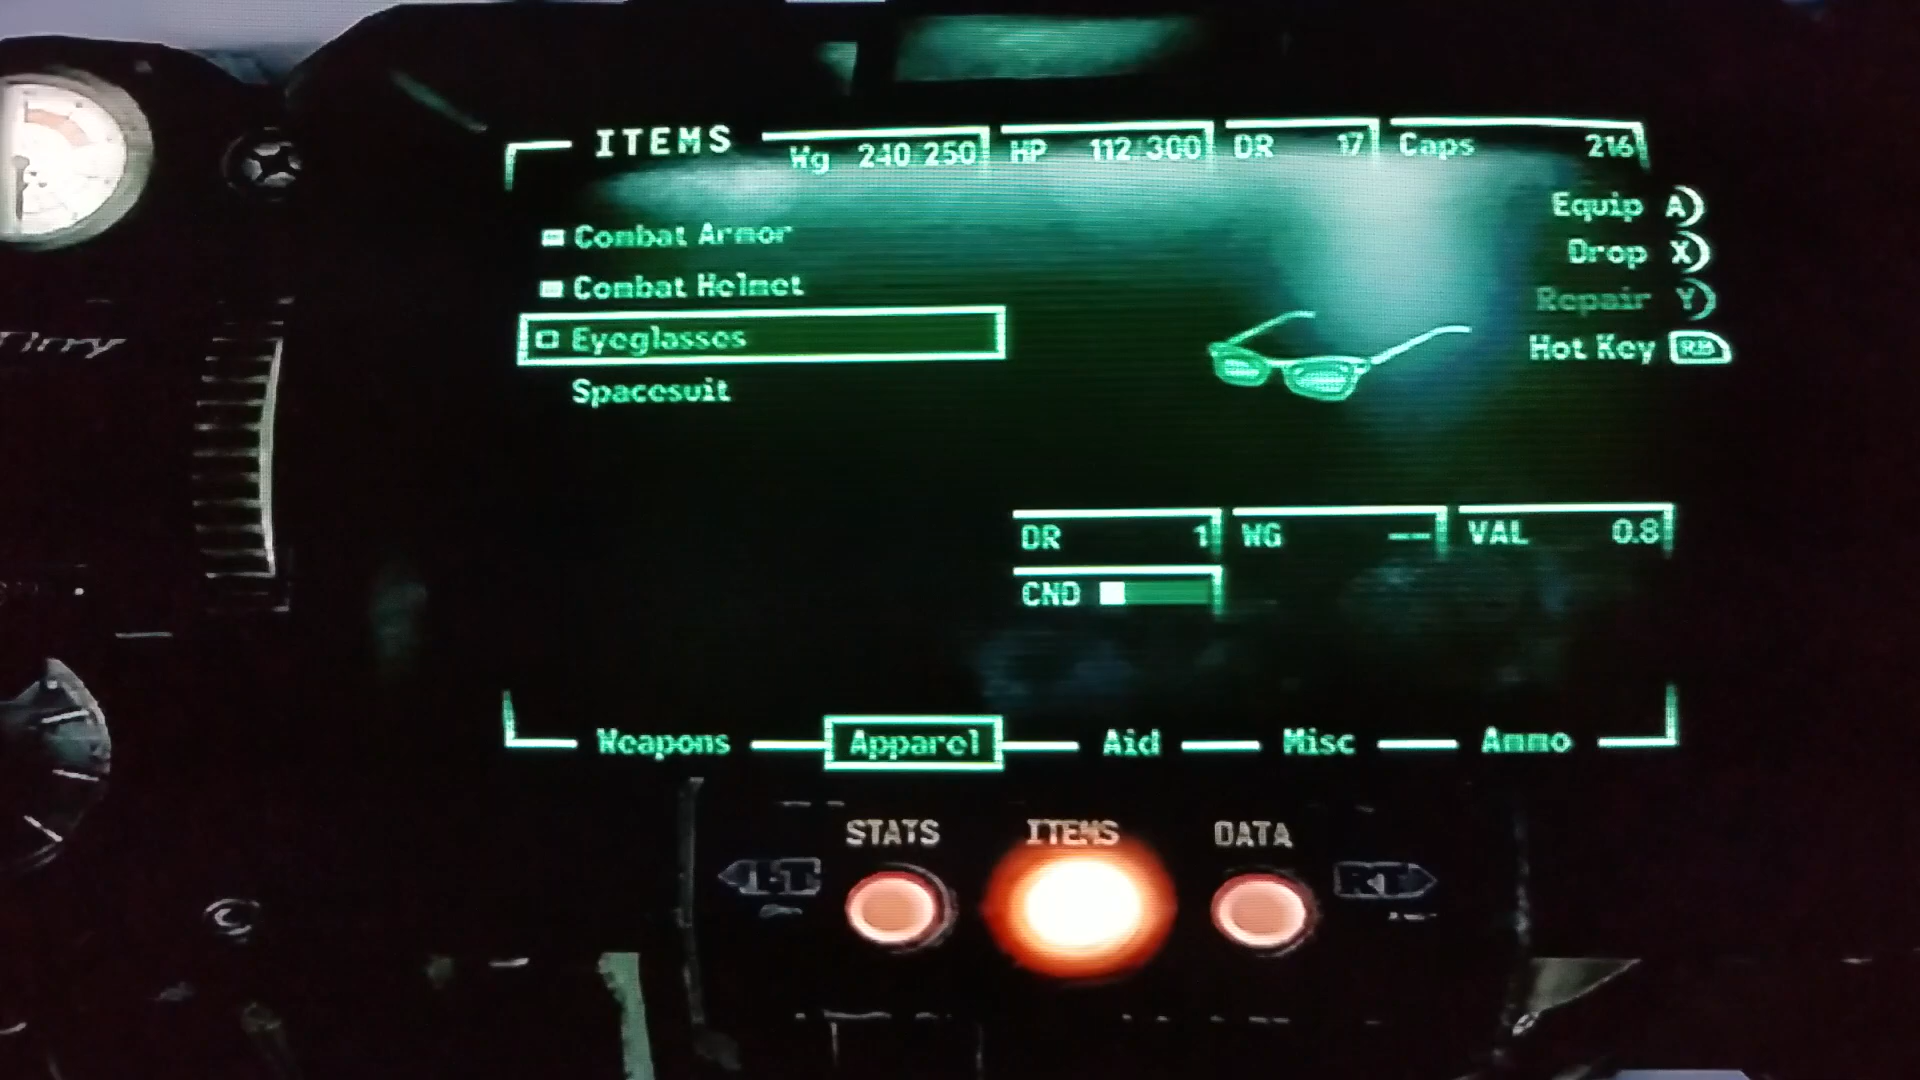 ITEMS Wg 240/250 HP 112/300 DR 17 Caps 216
Equip A)
Combat Armor
Drop X)
Combat Helmet
Repair Y)
Eyeglasses
Hot Key RB
Spacesuit
DR 1 WG -- VAL 0.8
CND
Weapons Apparel Aid Misc Ammo
STATS ITEMS DATA
LT RT